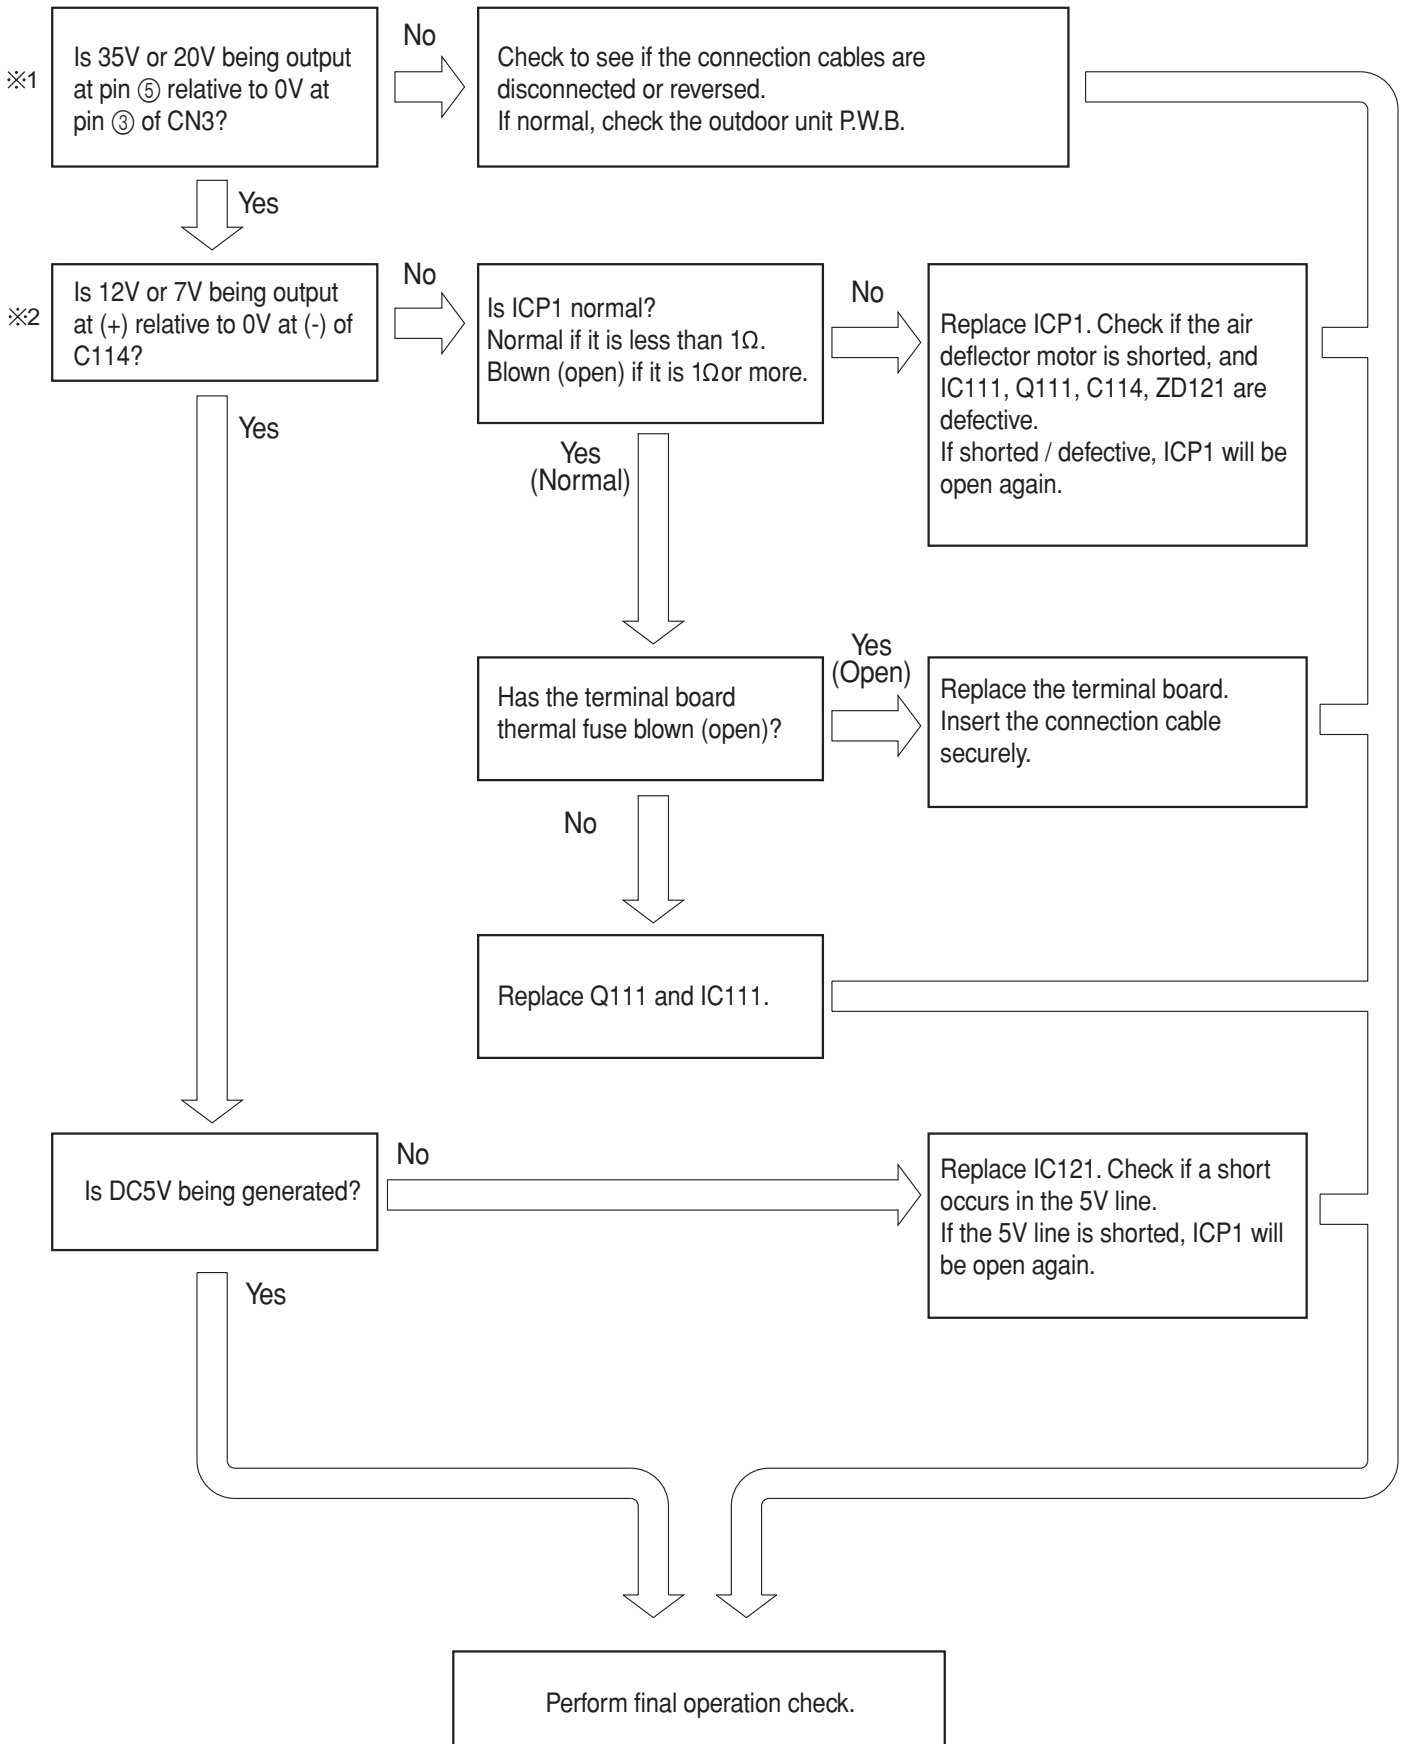 ※1
Is 35V or 20V being output
at pin ⑤ relative to 0V at
pin ③ of CN3?
No
Check to see if the connection cables are
disconnected or reversed.
If normal, check the outdoor unit P.W.B.
Yes
※2
Is 12V or 7V being output
at (+) relative to 0V at (-) of
C114?
No
Is ICP1 normal?
Normal if it is less than 1Ω.
Blown (open) if it is 1Ω or more.
No
Replace ICP1. Check if the air
deflector motor is shorted, and
IC111, Q111, C114, ZD121 are
defective.
If shorted / defective, ICP1 will be
open again.
Yes
Yes
(Normal)
Has the terminal board
thermal fuse blown (open)?
Yes
(Open)
Replace the terminal board.
Insert the connection cable
securely.
No
Replace Q111 and IC111.
Is DC5V being generated?
No
Replace IC121. Check if a short
occurs in the 5V line.
If the 5V line is shorted, ICP1 will
be open again.
Yes
Perform final operation check.